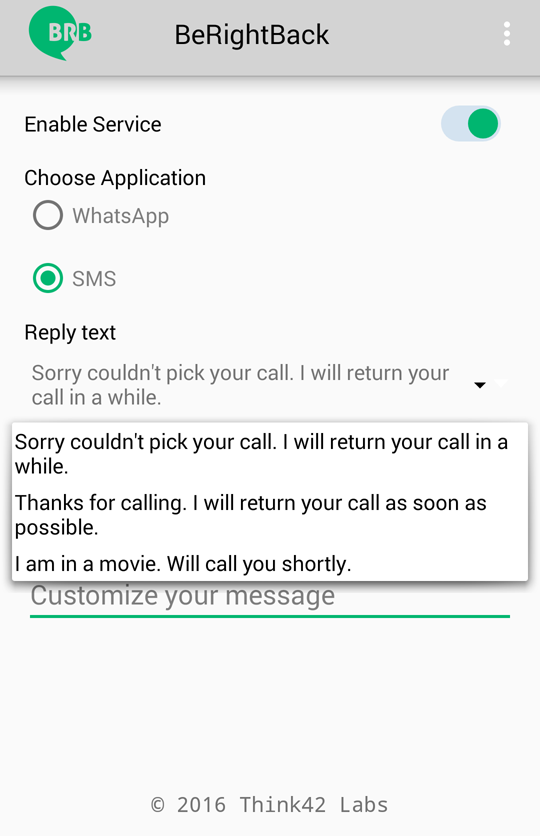 BRB
BeRightBack
Enable Service
Choose Application
WhatsApp
SMS
Reply text
Sorry couldn't pick your call. I will return your
call in a while.
Sorry couldn't pick your call. I will return your call in a
while.
Thanks for calling. I will return your call as soon as
possible.
I am in a movie. Will call you shortly.
Customize your message
© 2016 Think42 Labs